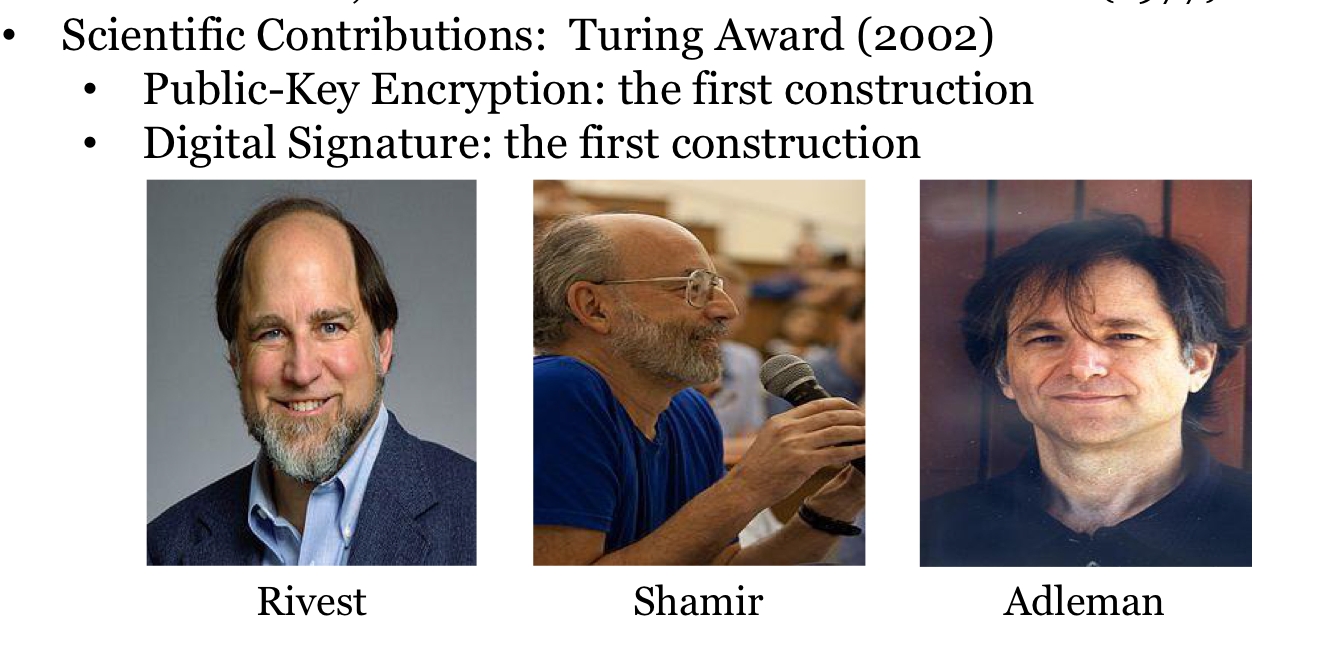 • Scientific Contributions: Turing Award (2002)
• Public-Key Encryption: the first construction
• Digital Signature: the first construction
Rivest Shamir Adleman